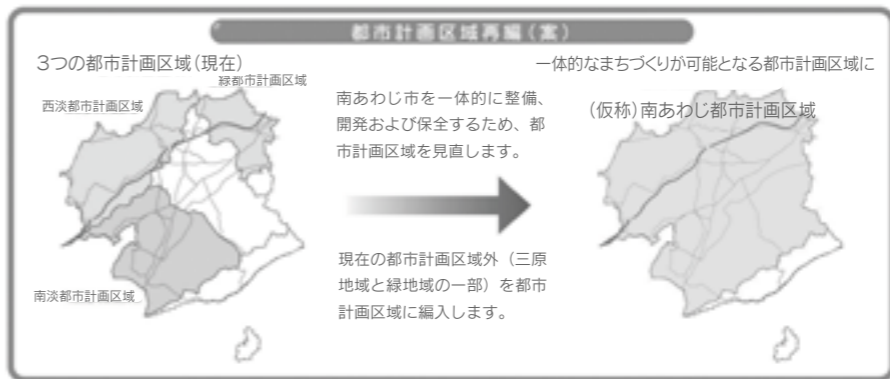 都市計画区域再編(案)
3つの都市計画区域(現在)
緑都市計画区域
西淡都市計画区域
南淡都市計画区域
南あわじ市を一体的に整備、
開発および保全するため、都
市計画区域を見直します。
現在の都市計画区域外（三原
地域と緑地域の一部）を都市
計画区域に編入します。
一体的なまちづくりが可能となる都市計画区域に
(仮称)南あわじ都市計画区域